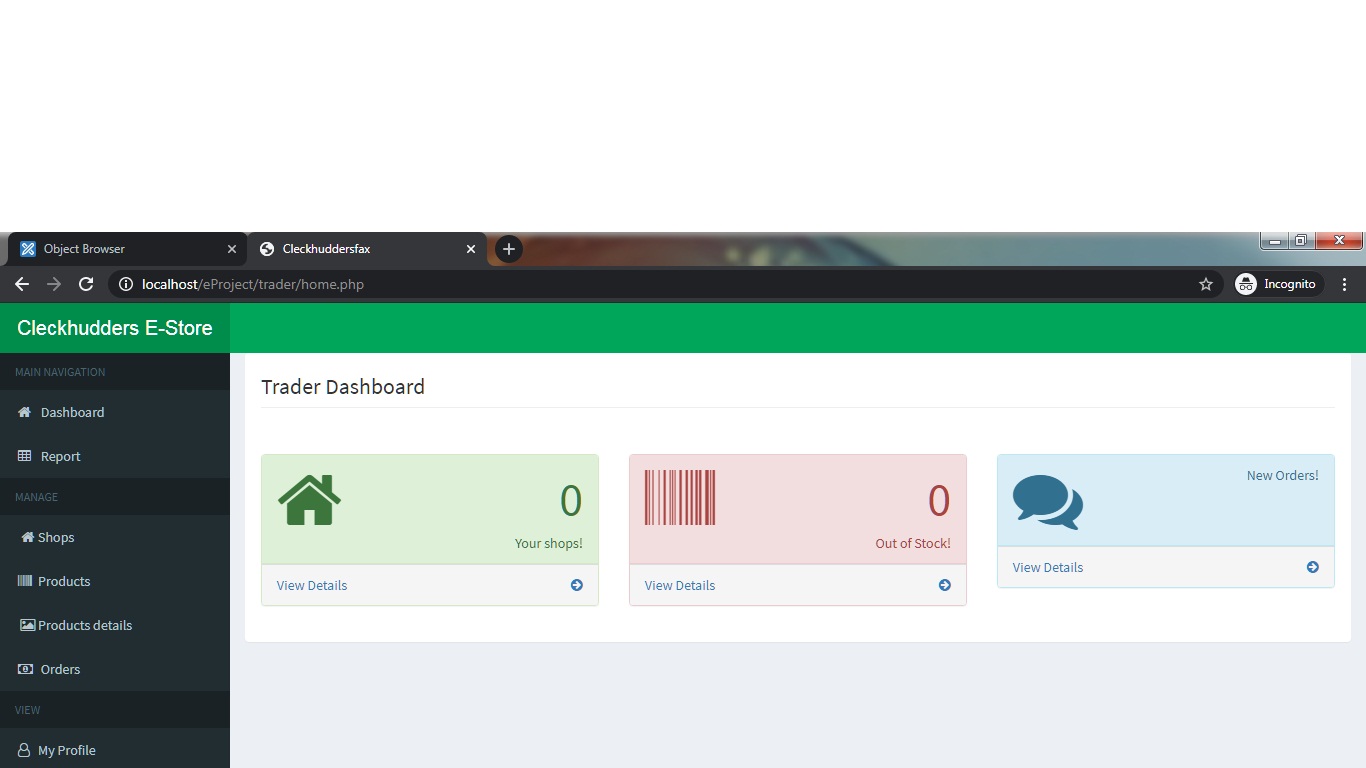 Object Browser
Cleckhuddersfax
localhost/eProject/trader/home.php
Incognito
Cleckhudders E-Store
MAIN NAVIGATION
Dashboard
Report
MANAGE
Shops
Products
Products details
Orders
VIEW
My Profile
Trader Dashboard
0
Your shops!
View Details
0
Out of Stock!
View Details
New Orders!
View Details